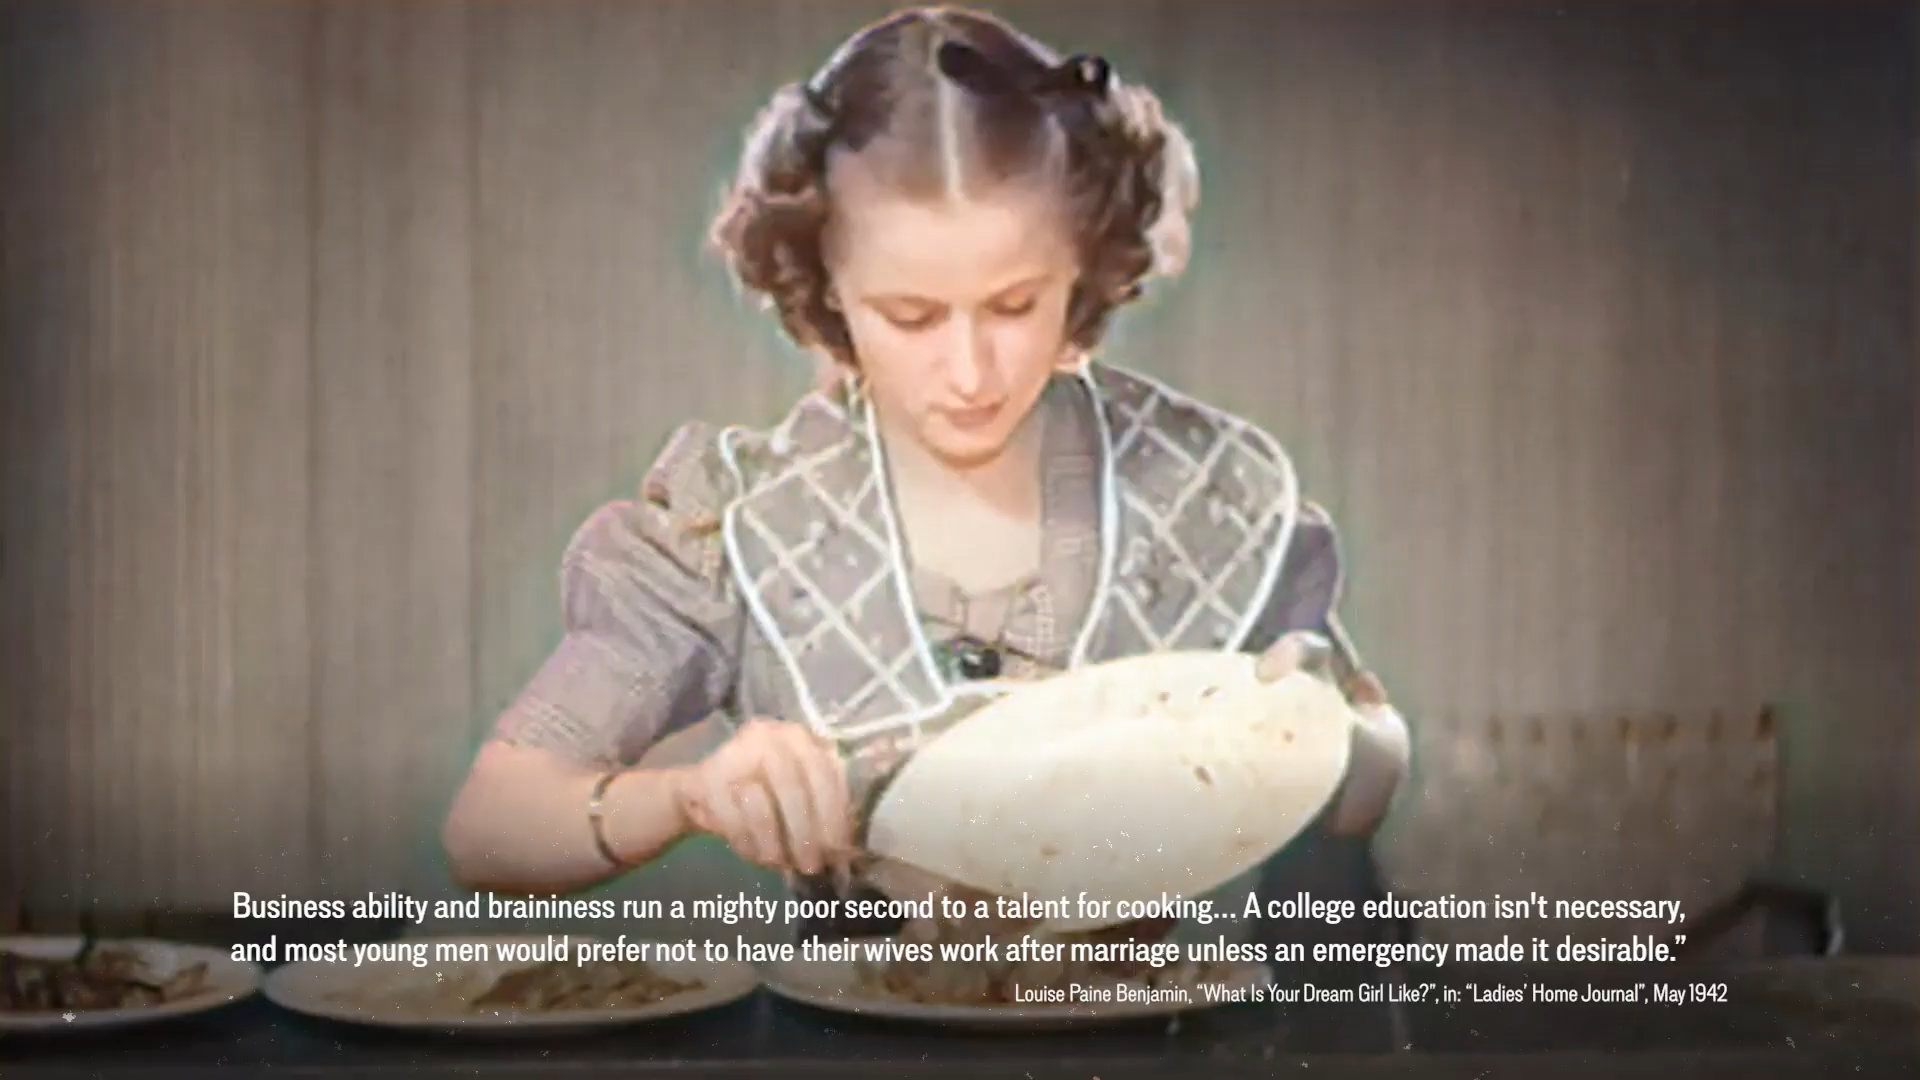 Business ability and braininess run a mighty poor second to a talent for cooking... A college education isn't necessary,
and most young men would prefer not to have their wives work after marriage unless an emergency made it desirable.”
Louise Paine Benjamin, “What Is Your Dream Girl Like?”, in: “Ladies’ Home Journal”, May 1942